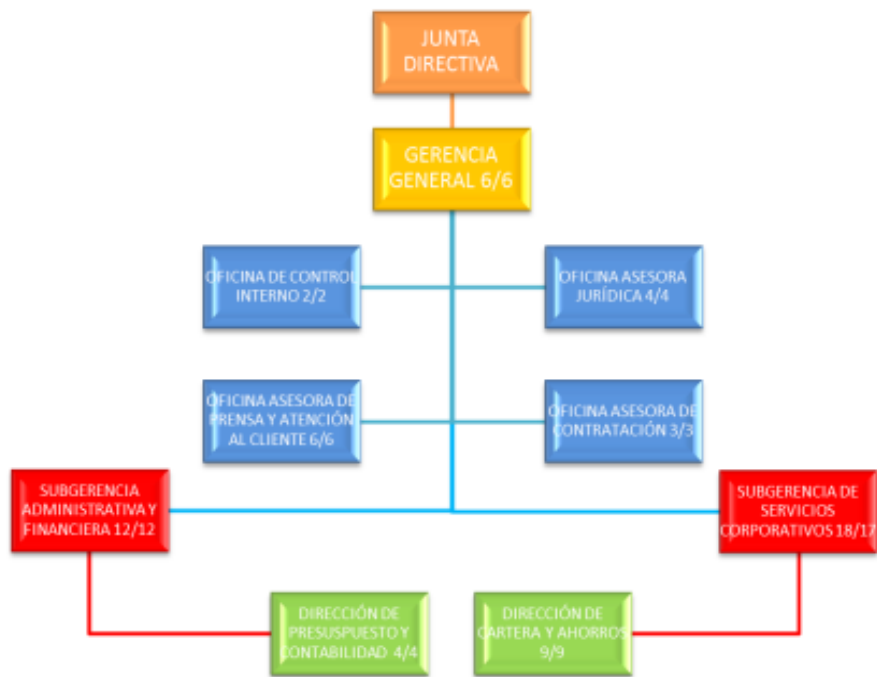 JUNTA
DIRECTIVA
GERENCIA
GENERAL 6/6
OFICINA DE CONTROL
INTERNO 2/2
OFICINA ASESORA
JURÍDICA 4/4
OFICINA ASESORA DE
PRENSA Y ATENCIÓN
AL CLIENTE 6/6
OFICINA ASESORA DE
CONTRATACIÓN 3/3
SUBGERENCIA
ADMINISTRATIVA Y
FINANCIERA 12/12
SUBGERENCIA DE
SERVICIOS
CORPORATIVOS 18/17
DIRECCIÓN DE
PRESUSPUESTO Y
CONTABILIDAD 4/4
DIRECCIÓN DE
CARTERA Y AHORROS
9/9